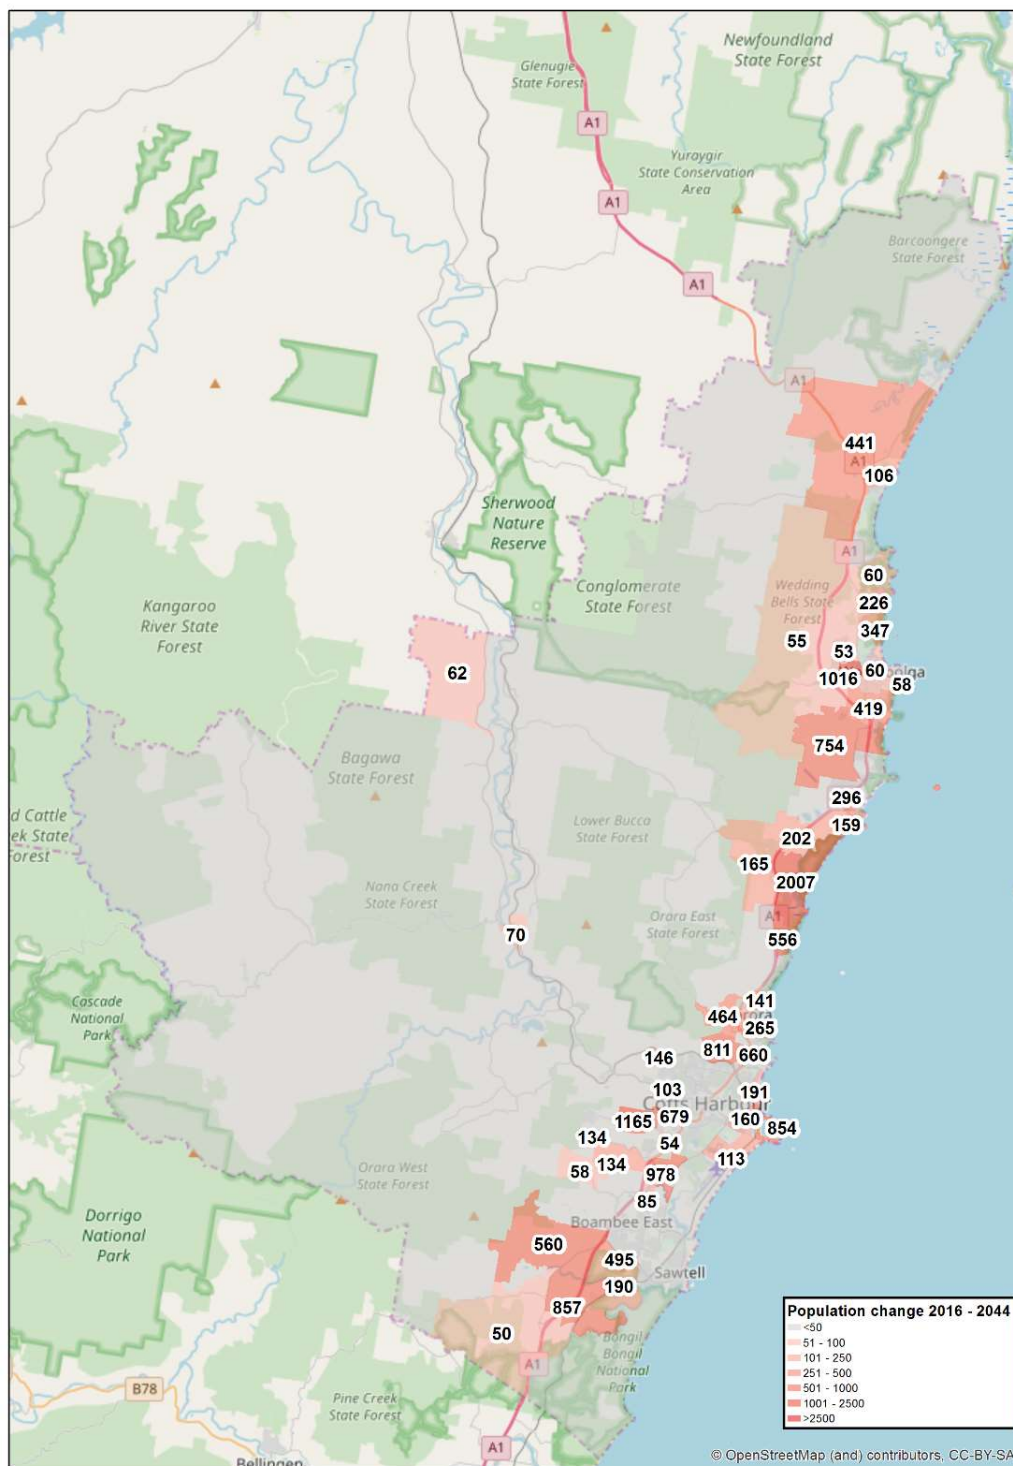 Newfoundland
State Forest
Glenugie
State Forest
A1
Yuraygir
State Conservation
Area
A1
Barcoongere
State Forest
A1
A1
441
A1
106
Sherwood
Nature
Reserve
A1
60
Conglomerate
State Forest
Wedding
Bells State
Forest
226
Kangaroo
River State
Forest
347
55
53
62
60
1016
58
419
754
Bagawa
State Forest
296
d Cattle
ek State
orest
Lower Bucca
State Forest
159
202
165
2007
Nana Creek
State Forest
Orara East
State Forest
A1
70
556
Cascade
National
Park
141
464
265
811
660
146
103
191
Coffs Harbour
1165
679
160
854
134
54
Orara West
State Forest
58
134
113
978
85
Dorrigo
National
Park
Boambee East
560
495
Sawtell
190
857
50
Bongil
Bongil
National
Park
A1
B78
Pine Creek
State Forest
A1
Bellingen
Population change 2016 - 2044
<50
51 - 100
101 - 250
251 - 500
501 - 1000
1001 - 2500
>2500
© OpenStreetMap (and) contributors, CC-BY-SA